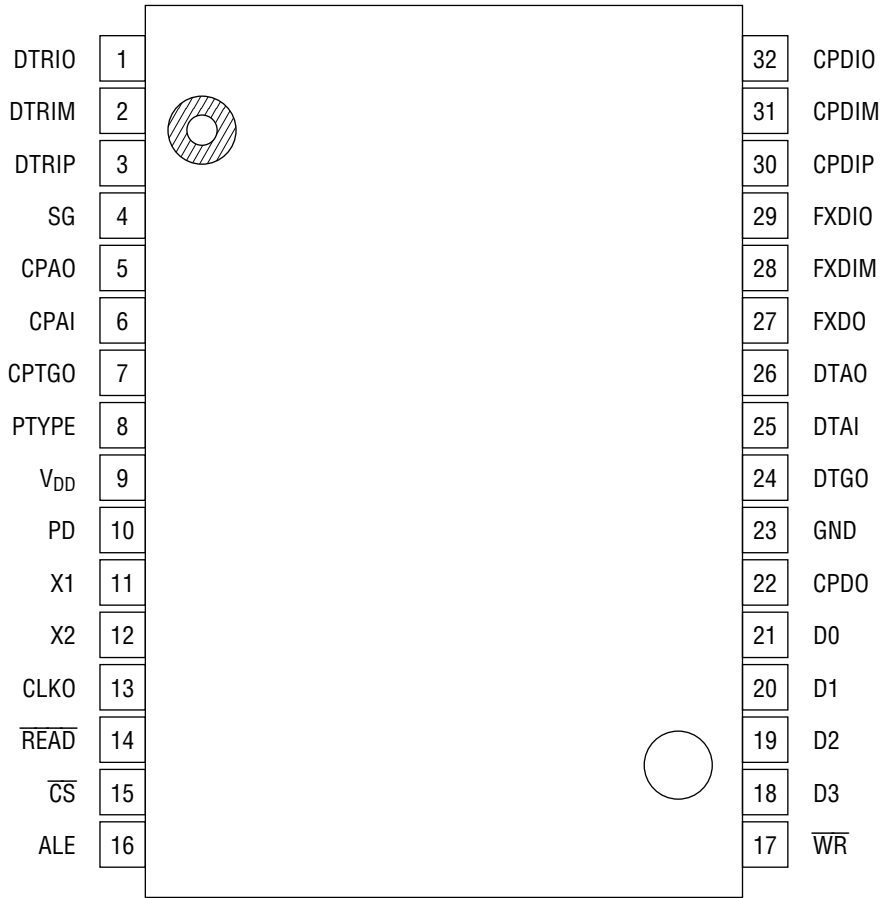 DTRIO 1 32 CPDIO
DTRIM 2 31 CPDIM
DTRIP 3 30 CPDIP
SG 4 29 FXDIO
CPAO 5 28 FXDIM
CPAI 6 27 FXDO
CPTGO 7 26 DTAO
PTYPE 8 25 DTAI
VDD 9 24 DTGO
PD 10 23 GND
X1 11 22 CPDO
X2 12 21 D0
CLKO 13 20 D1
R̅E̅A̅D̅ 14 19 D2
C̅S̅ 15 18 D3
ALE 16 17 W̅R̅